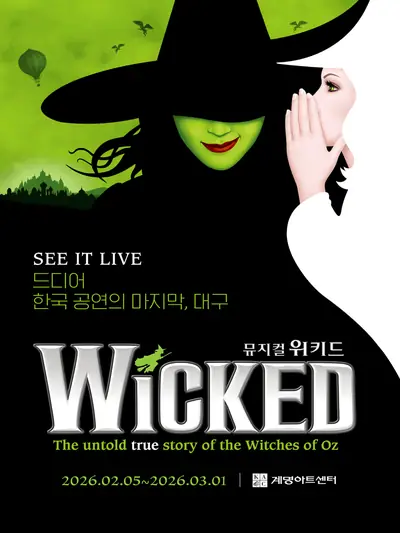 SEE IT LIVE
드디어
한국 공연의 마지막, 대구
뮤지컬 위키드
WiCKED
The untold true story of the Witches of Oz
2026.02.05~2026.03.01 | 계명아트센터